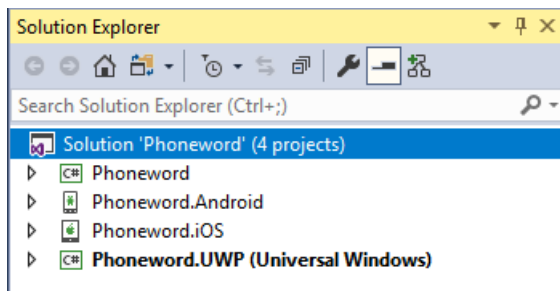 Solution Explorer
Search Solution Explorer (Ctrl+;)
Solution 'Phoneword' (4 projects)
C# Phoneword
Phoneword.Android
Phoneword.iOS
C# Phoneword.UWP (Universal Windows)